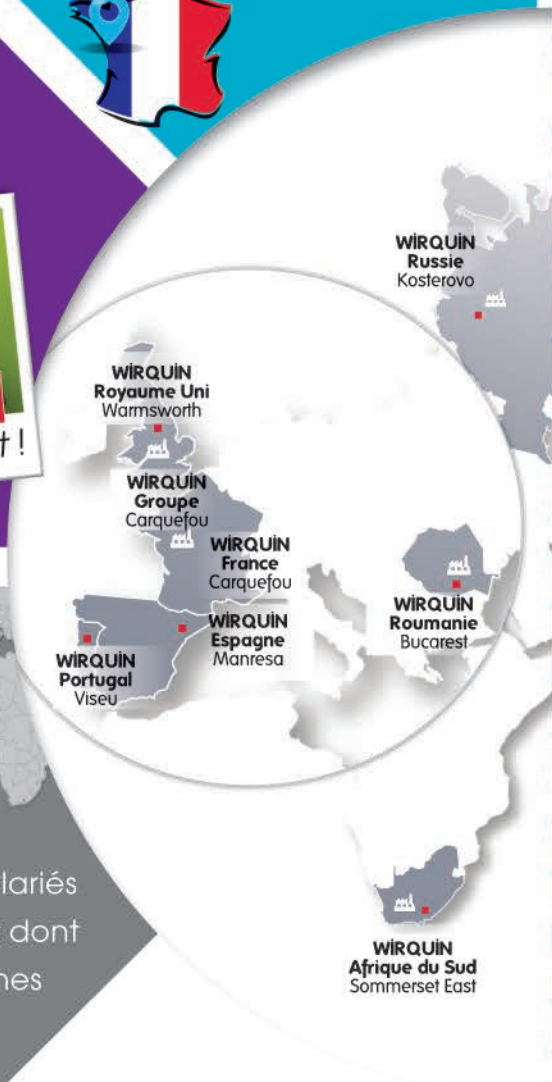 t !
WIRQUIN
Russie
Kosterovo
WIRQUIN
Royaume Uni
Warmsworth
WIRQUIN
Groupe
Carquefou
WIRQUIN
France
Carquefou
WIRQUIN
Espagne
Manresa
WIRQUIN
Portugal
Viseu
WIRQUIN
Roumanie
Bucarest
lariés
dont
nes
WIRQUIN
Afrique du Sud
Sommerset East